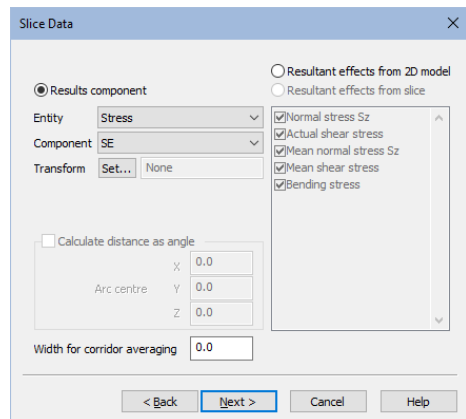 Slice Data
Resultant effects from 2D model
Results component
Resultant effects from slice
Entity Stress
Component SE
Transform Set... None
Normal stress Sz
Actual shear stress
Mean normal stress Sz
Mean shear stress
Bending stress
Calculate distance as angle
X 0.0
Arc centre Y 0.0
Z 0.0
Width for corridor averaging 0.0
< Back Next > Cancel Help